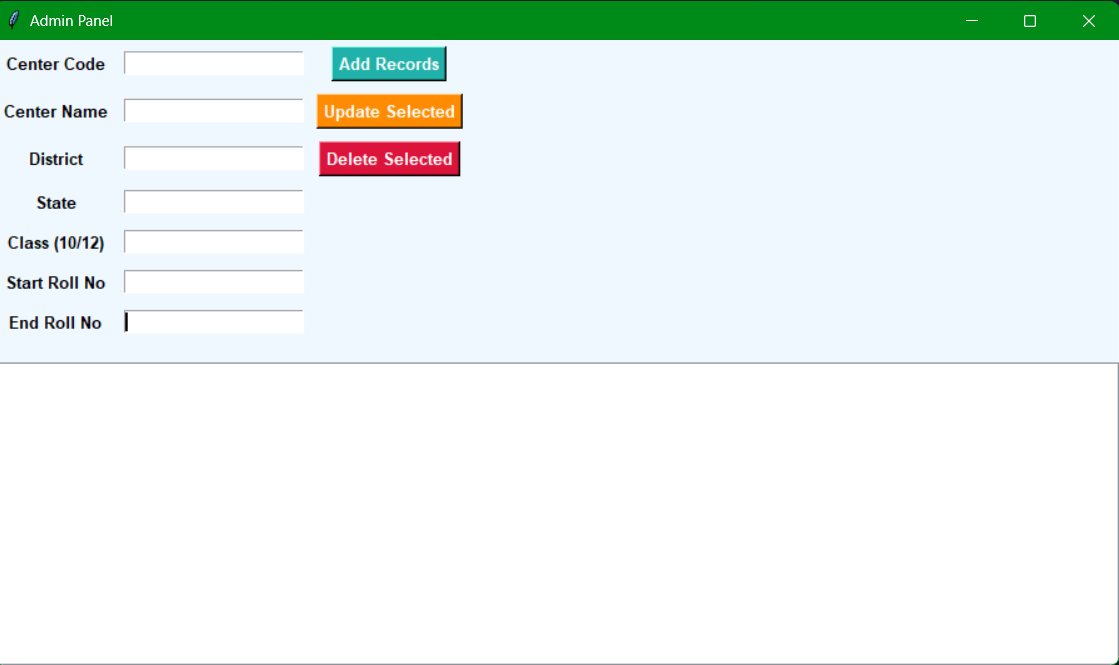 Admin Panel
Center Code
Add Records
Center Name
Update Selected
District
Delete Selected
State
Class (10/12)
Start Roll No
End Roll No